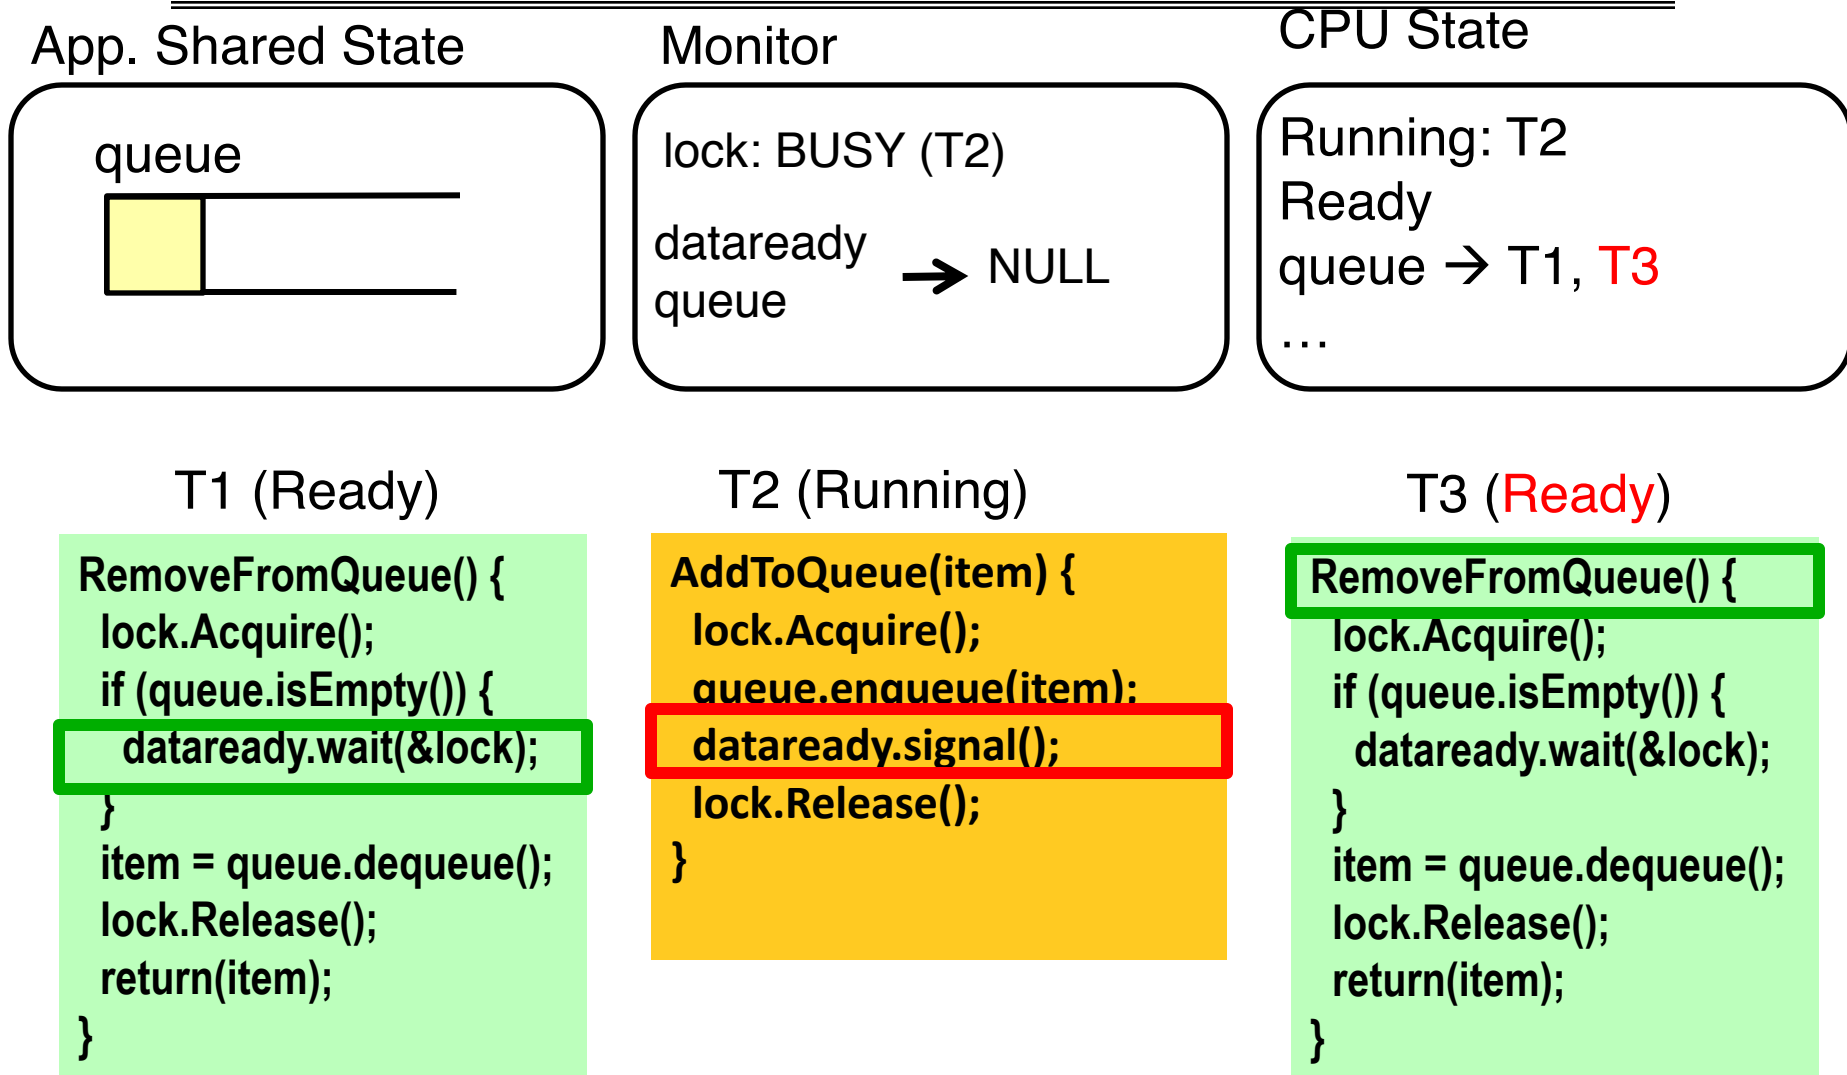 App. Shared State
Monitor
CPU State
queue
lock: BUSY (T2)
dataready
queue
→ NULL
Running: T2
Ready
queue → T1, T3
…
T1 (Ready)
RemoveFromQueue() {
lock.Acquire();
if (queue.isEmpty()) {
dataready.wait(&lock);
}
item = queue.dequeue();
lock.Release();
return(item);
}
T2 (Running)
AddToQueue(item) {
lock.Acquire();
queue.enqueue(item);
dataready.signal();
lock.Release();
}
T3 (Ready)
RemoveFromQueue() {
lock.Acquire();
if (queue.isEmpty()) {
dataready.wait(&lock);
}
item = queue.dequeue();
lock.Release();
return(item);
}